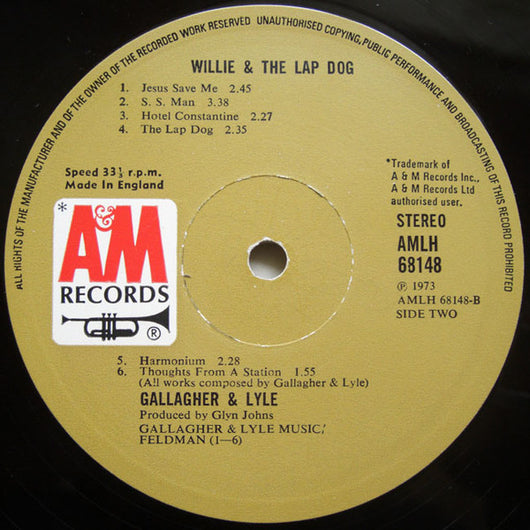 ALL RIGHTS OF THE MANUFACTURER AND OF THE OWNER OF THE RECORDED WORK RESERVED UNAUTHORISED COPYING, PUBLIC PERFORMANCE AND BROADCASTING OF THIS RECORD PROHIBITED
WILLIE & THE LAP DOG
1. Jesus Save Me 2.45
2. S. S. Man 3.38
3. Hotel Constantine 2.27
4. The Lap Dog 2.35
Speed 33⅓ r.p.m.
Made in England
*Trademark of
A & M Records Inc.,
A & M Records Ltd
authorised user.
STEREO
AMLH
68148
℗ 1973
AMLH 68148-B
SIDE TWO
*
A&M
RECORDS
®
5. Harmonium 2.28
6. Thoughts From A Station 1.55
(All works composed by Gallagher & Lyle)
GALLAGHER & LYLE
Produced by Glyn Johns
GALLAGHER & LYLE MUSIC/
FELDMAN (1—6)